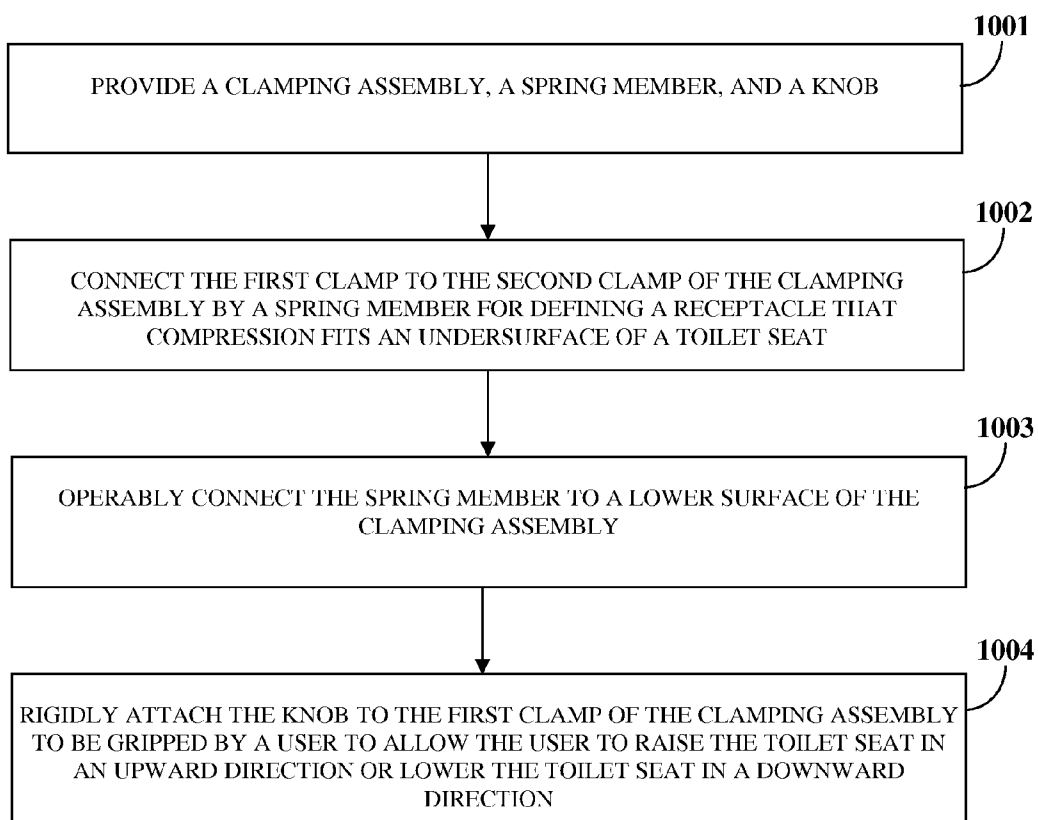 1001
PROVIDE A CLAMPING ASSEMBLY, A SPRING MEMBER, AND A KNOB
1002
CONNECT THE FIRST CLAMP TO THE SECOND CLAMP OF THE CLAMPING
ASSEMBLY BY A SPRING MEMBER FOR DEFINING A RECEPTACLE THAT
COMPRESSION FITS AN UNDERSURFACE OF A TOILET SEAT
1003
OPERABLY CONNECT THE SPRING MEMBER TO A LOWER SURFACE OF THE
CLAMPING ASSEMBLY
1004
RIGIDLY ATTACH THE KNOB TO THE FIRST CLAMP OF THE CLAMPING ASSEMBLY
TO BE GRIPPED BY A USER TO ALLOW THE USER TO RAISE THE TOILET SEAT IN
AN UPWARD DIRECTION OR LOWER THE TOILET SEAT IN A DOWNWARD
DIRECTION